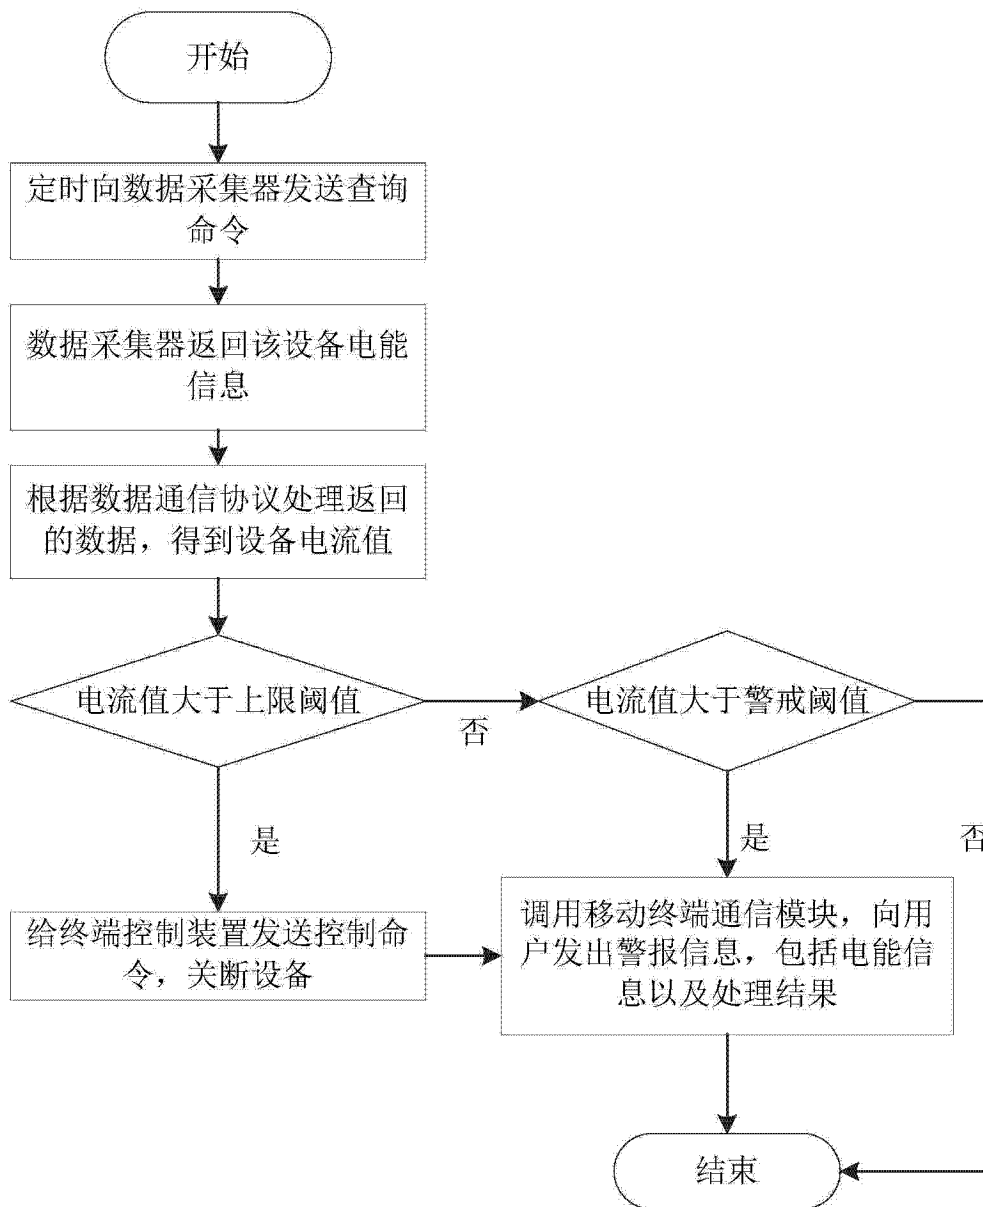 开始
定时向数据采集器发送查询
命令
数据采集器返回该设备电能
信息
根据数据通信协议处理返回
的数据，得到设备电流值
电流值大于上限阈值
否
电流值大于警戒阈值
是
是
否
给终端控制装置发送控制命
令，关断设备
调用移动终端通信模块，向用
户发出警报信息，包括电能信
息以及处理结果
结束